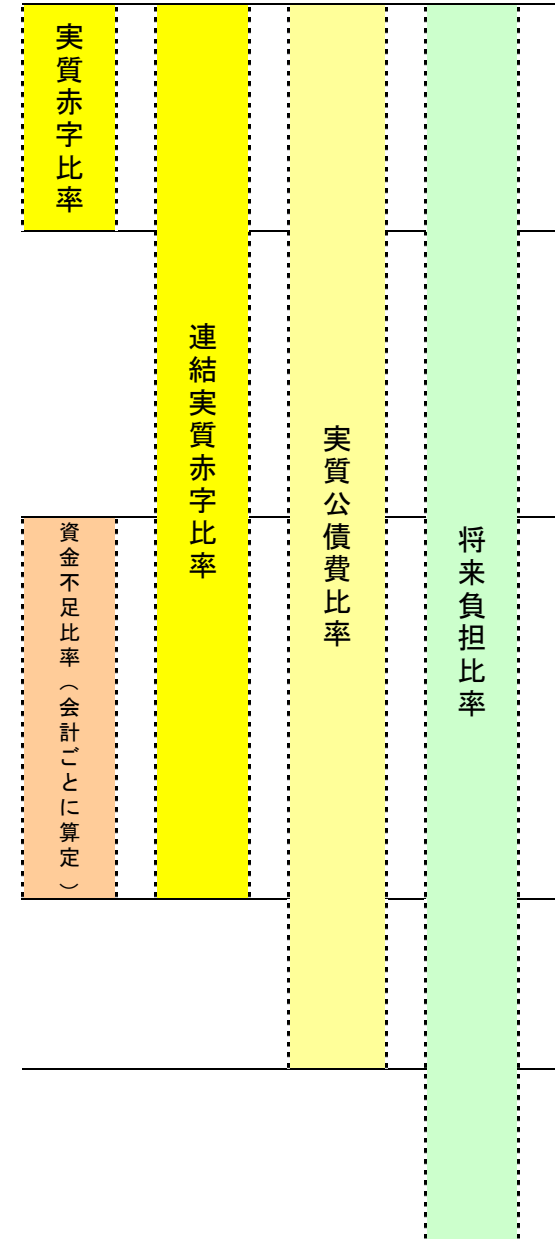 実質赤字比率
連結実質赤字比率
実質公債費比率
将来負担比率
資金不足比率（会計ごとに算定）